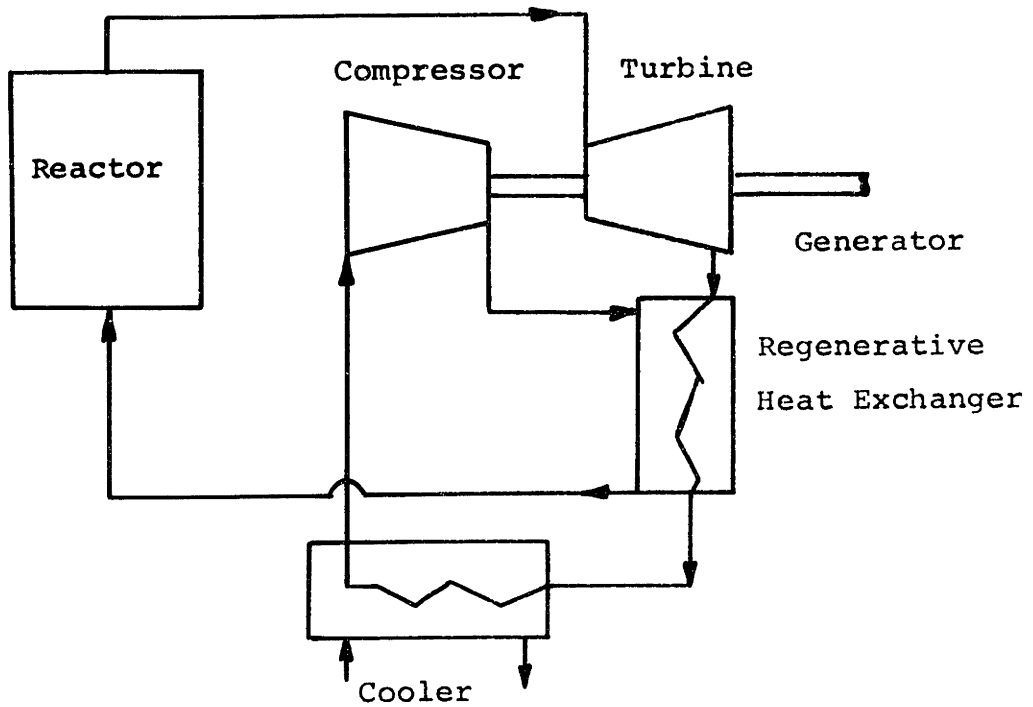 Compressor
Turbine
Reactor
Generator
Regenerative
Heat Exchanger
Cooler